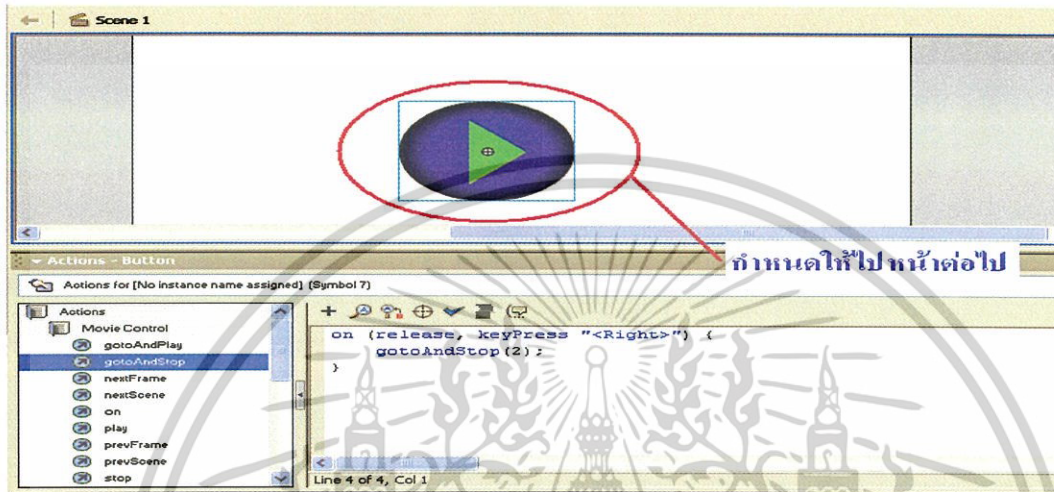 Scene 1
กำหนดให้ไป หน้าต่อไป
Actions - Button
Actions for [No instance name assigned] (Symbol 7)
Actions
Movie Control
gotoAndPlay
gotoAndStop
nextFrame
nextScene
on
play
prevFrame
prevScene
stop
on (release, keyPress "<Right>") {
gotoAndStop(2);
}
Line 4 of 4, Col 1